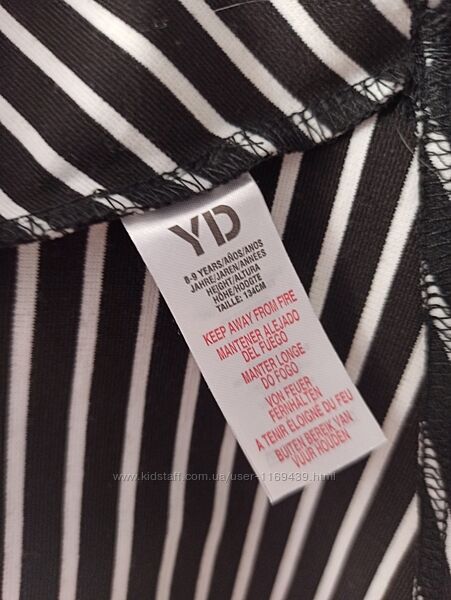 YD
8-9 YEARS/AÑOS/ANOS
JAHRE/JAREN/ANNÉES
HEIGHT/ALTURA
HÖHE/HOOGTE
TAILLE: 134CM
KEEP AWAY FROM FIRE
MANTENER ALEJADO
DEL FUEGO
MANTER LONGE
DO FOGO
VON FEUER
FERNHALTEN
A TENIR ÉLOIGNÉ DU FEU
BUITEN BEREIK VAN
VUUR HOUDEN
www.kidstaff.com.ua/user-1169439.html